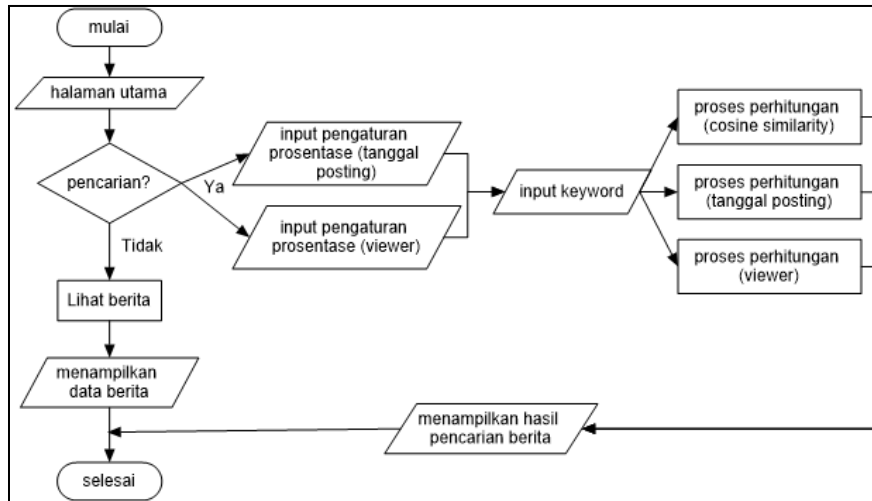 mulai
halaman utama
pencarian?
Ya
Tidak
input pengaturan
prosentase (tanggal
posting)
input pengaturan
prosentase (viewer)
input keyword
proses perhitungan
(cosine similarity)
proses perhitungan
(tanggal posting)
proses perhitungan
(viewer)
Lihat berita
menampilkan
data berita
menampilkan hasil
pencarian berita
selesai